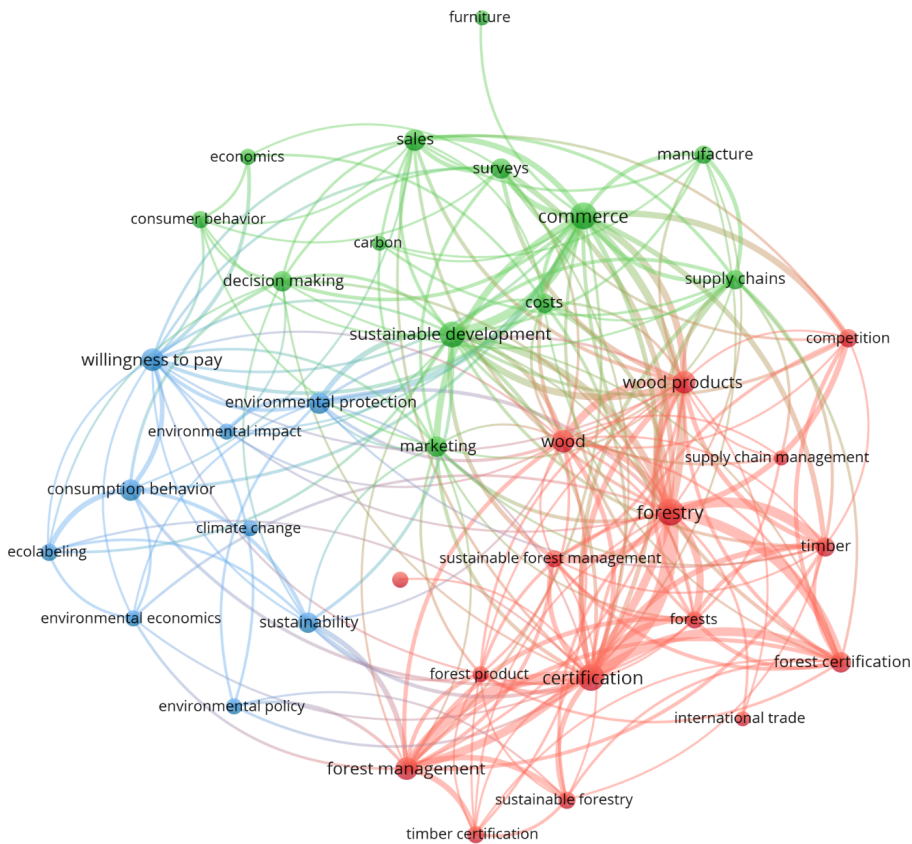 furniture
sales
economics
surveys
manufacture
commerce
consumer behavior
carbon
decision making
supply chains
costs
sustainable development
competition
willingness to pay
wood products
environmental protection
environmental impact
marketing
wood
supply chain management
consumption behavior
forestry
climate change
ecolabeling
sustainable forest management
timber
environmental economics
sustainability
forests
forest certification
forest product
certification
environmental policy
international trade
forest management
sustainable forestry
timber certification